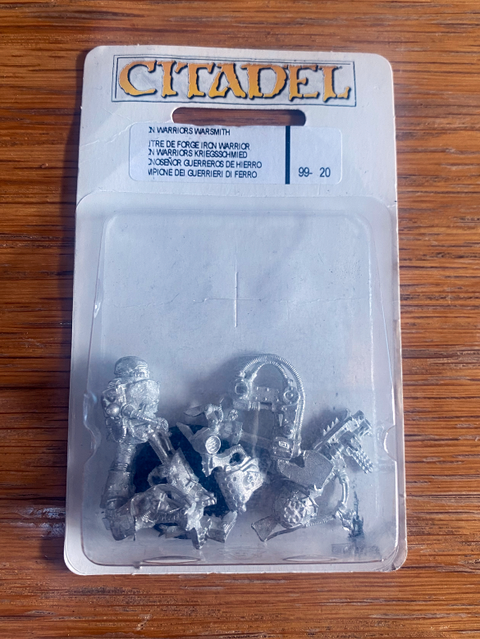 CITADEL
N WARRIORS WARSMITH
TRE DE FORGE IRON WARRIOR
N WARRIORS KRIEGSSCHMIED
NOSEÑOR GUERREROS DE HIERRO
MPIONE DEI GUERRIERI DI FERRO
99- 20